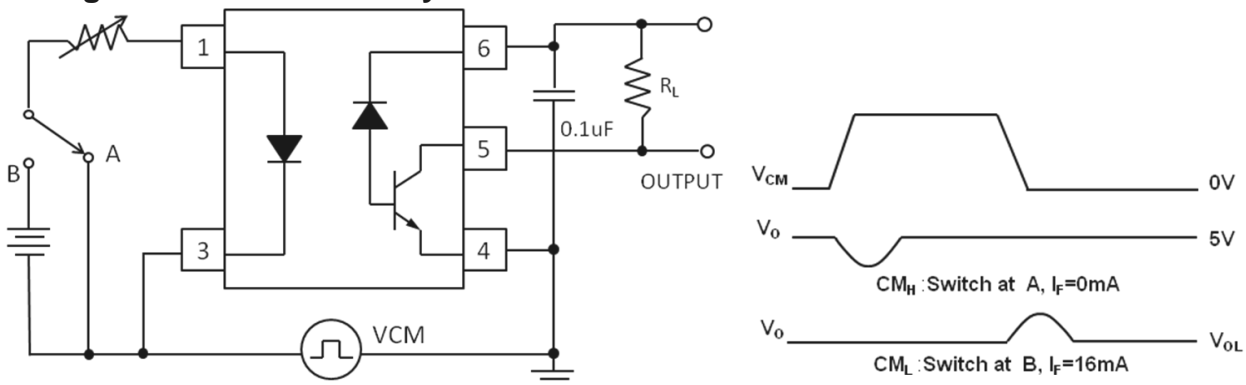 1
6
R_L
0.1uF
5
A
B
OUTPUT
3
4
VCM
V_CM
0V
V_O
5V
CM_H :Switch at A, I_F=0mA
V_O
V_OL
CM_L :Switch at B, I_F=16mA